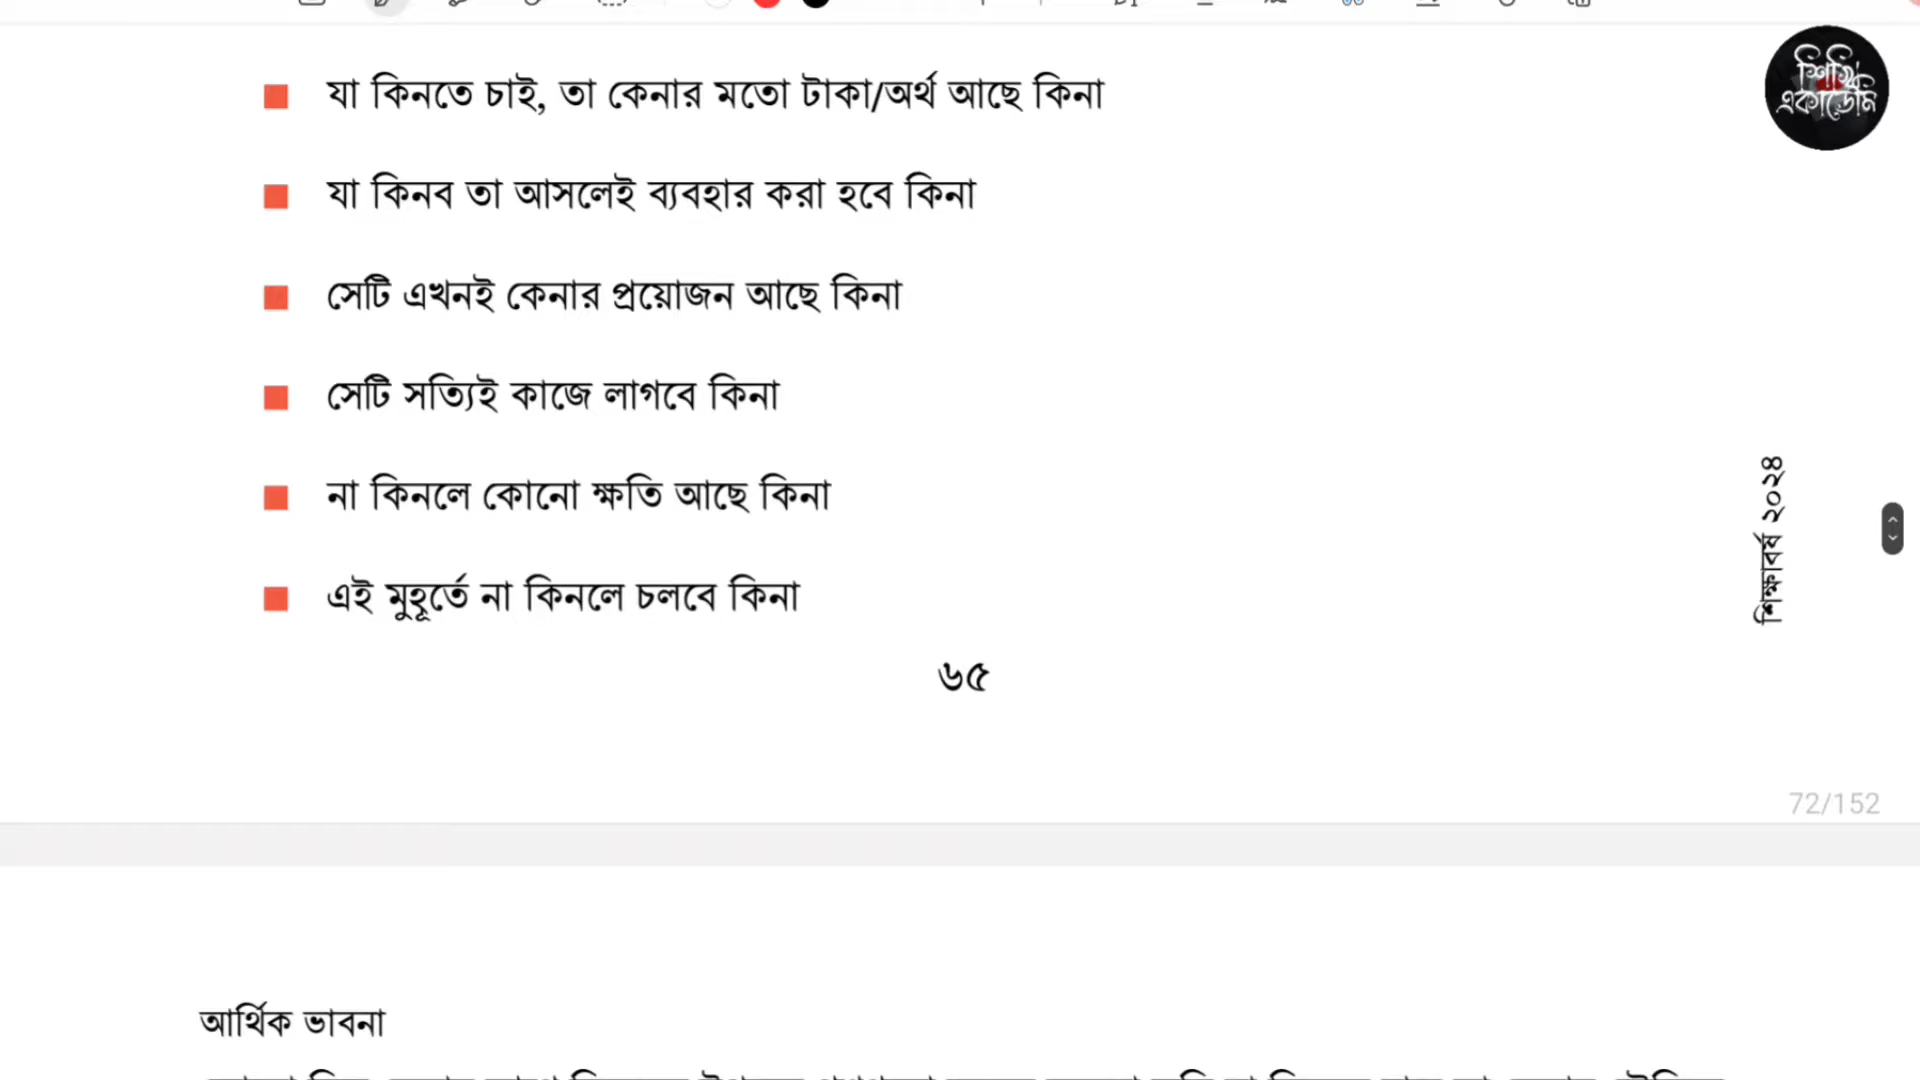 শিখি একাডেমি
যা কিনতে চাই, তা কেনার মতো টাকা/অর্থ আছে কিনা
যা কিনব তা আসলেই ব্যবহার করা হবে কিনা
সেটি এখনই কেনার প্রয়োজন আছে কিনা
সেটি সত্যিই কাজে লাগবে কিনা
না কিনলে কোনো ক্ষতি আছে কিনা
এই মুহূর্তে না কিনলে চলবে কিনা
শিক্ষাবর্ষ ২০২৪
৬৫
72/152
আর্থিক ভাবনা